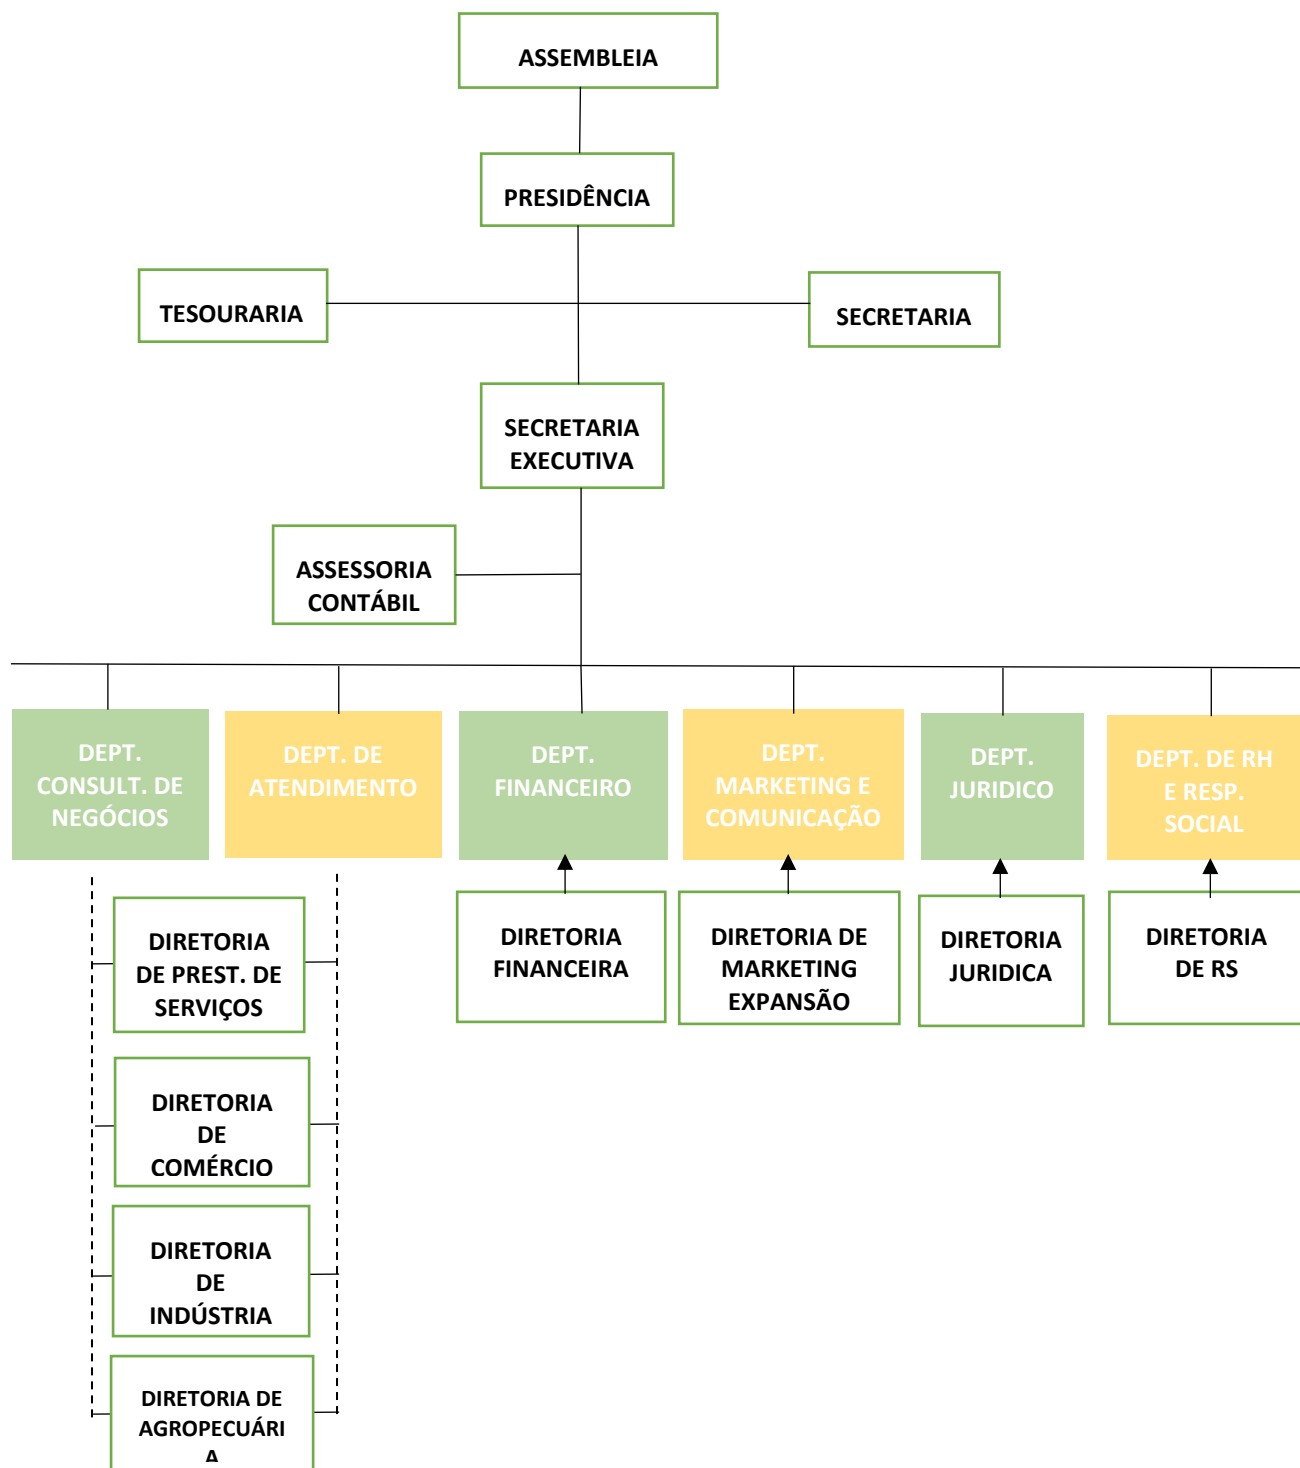 ASSEMBLEIA
PRESIDÊNCIA
TESOURARIA
SECRETARIA
SECRETARIA
EXECUTIVA
ASSESSORIA
CONTÁBIL
DEPT.
CONSULT. DE
NEGÓCIOS
DEPT. DE
ATENDIMENTO
DEPT.
FINANCEIRO
DEPT.
MARKETING E
COMUNICAÇÃO
DEPT.
JURIDICO
DEPT. DE RH
E RESP.
SOCIAL
DIRETORIA
DE PREST. DE
SERVIÇOS
DIRETORIA
FINANCEIRA
DIRETORIA DE
MARKETING
EXPANSÃO
DIRETORIA
JURIDICA
DIRETORIA
DE RS
DIRETORIA
DE
COMÉRCIO
DIRETORIA
DE
INDÚSTRIA
DIRETORIA DE
AGROPECUÁRI
A